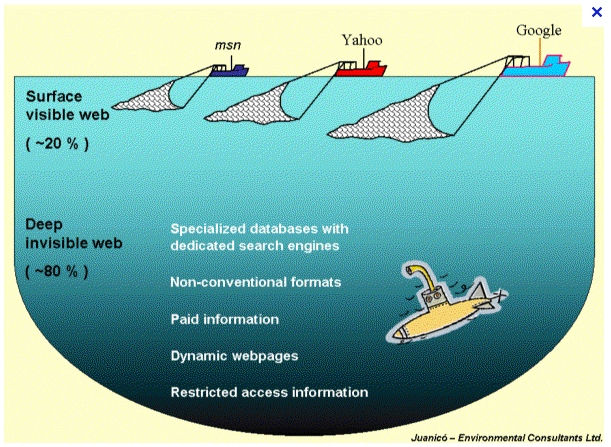 msn
Yahoo
Google
Surface
visible web
( ~20 % )
Deep
invisible web
( ~80 % )
Specialized databases with
dedicated search engines
Non-conventional formats
Paid information
Dynamic webpages
Restricted access information
Juanicó – Environmental Consultants Ltd.